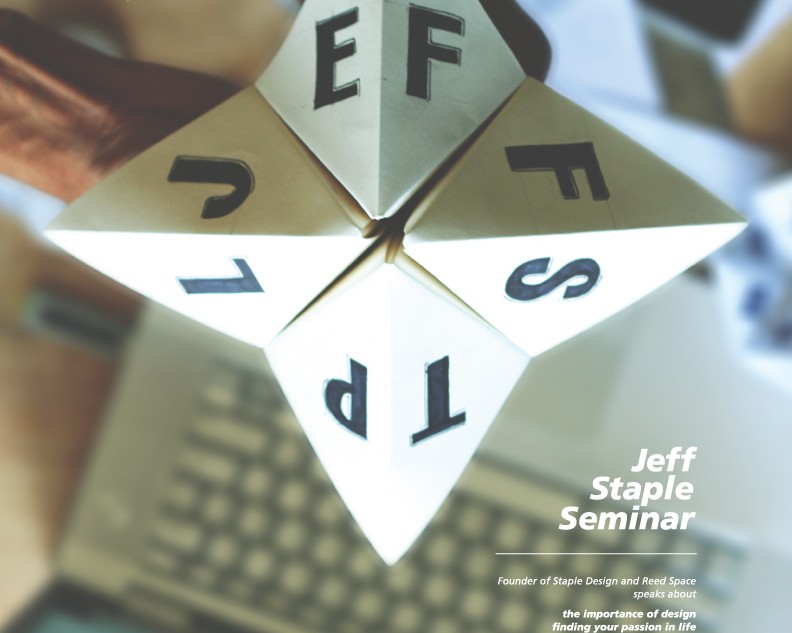 E F
J F
L S
P T
Jeff
Staple
Seminar
Founder of Staple Design and Reed Space
speaks about
the importance of design
finding your passion in life